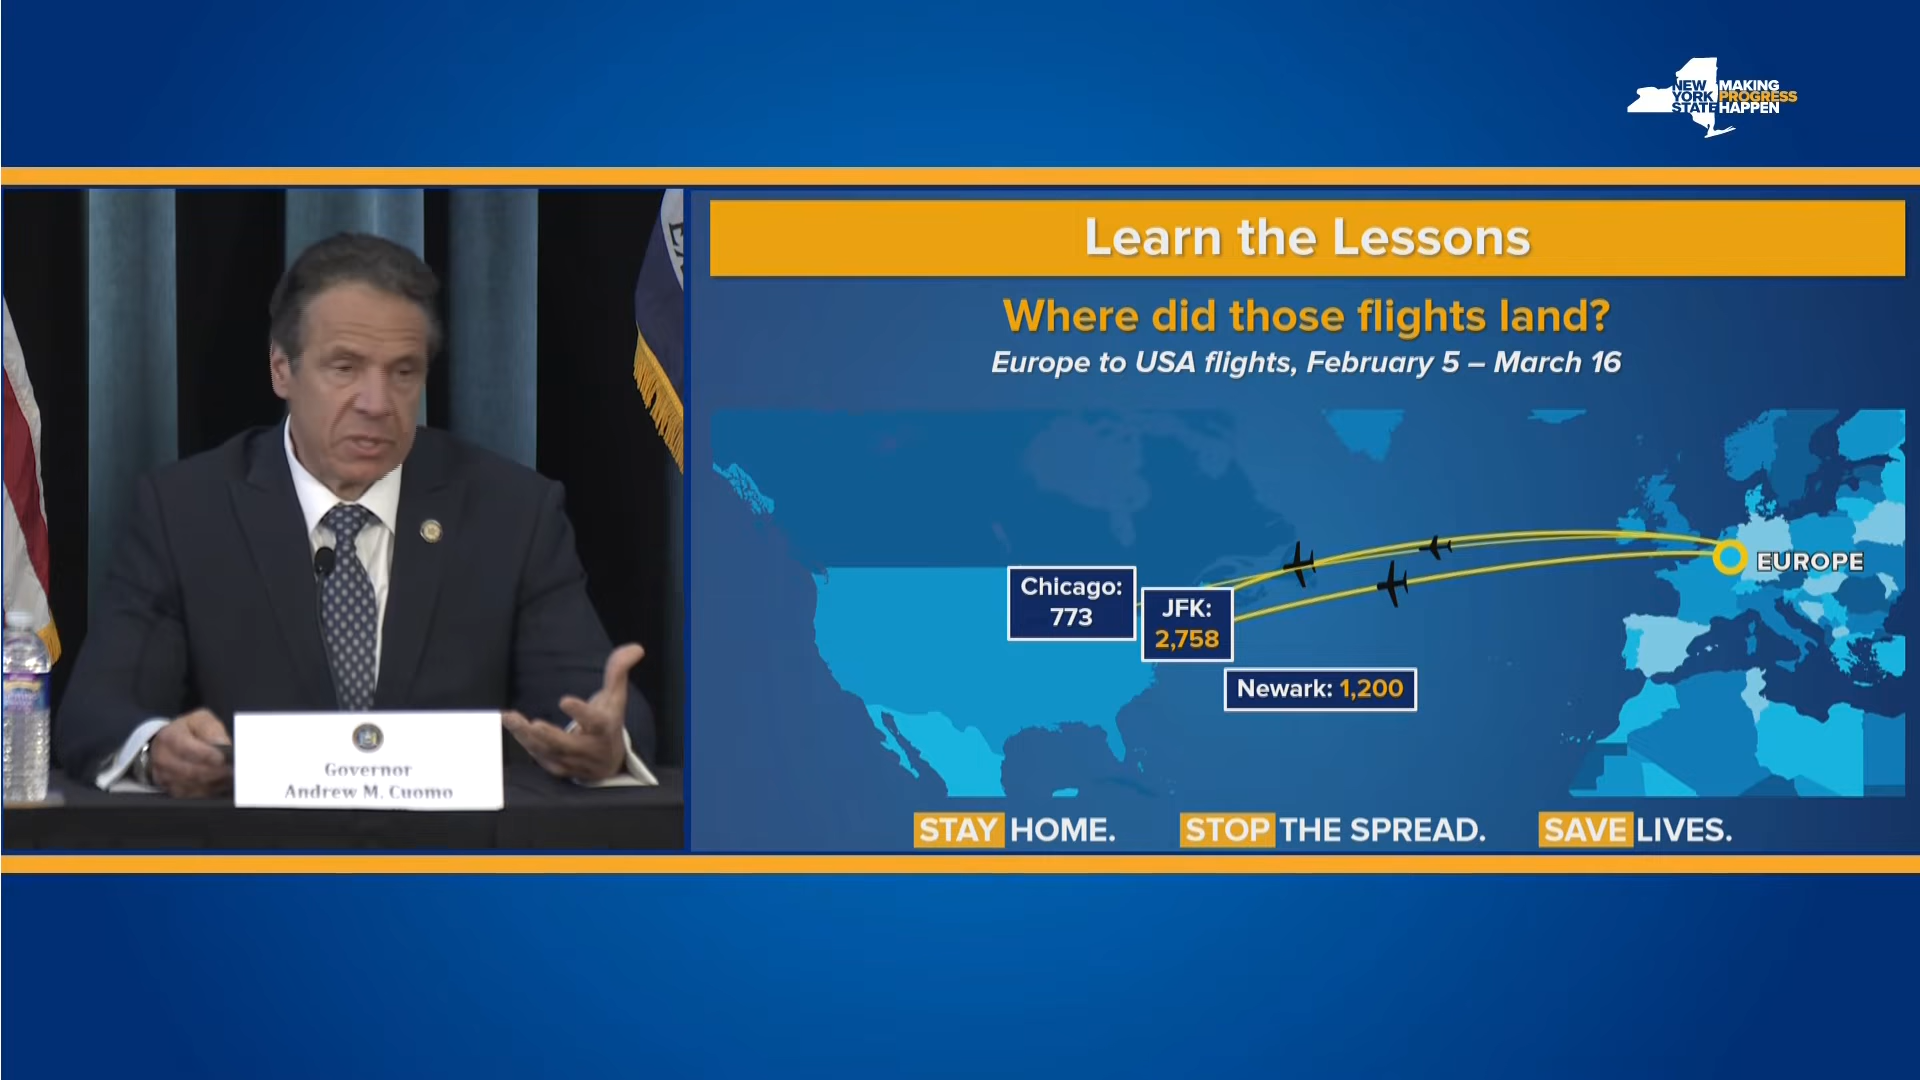 NEW
YORK
STATE
MAKING
PROGRESS
HAPPEN
Learn the Lessons
Where did those flights land?
Europe to USA flights, February 5 – March 16
EUROPE
Chicago:
773
JFK:
2,758
Newark: 1,200
STAY HOME. STOP THE SPREAD. SAVE LIVES.
Governor
Andrew M. Cuomo